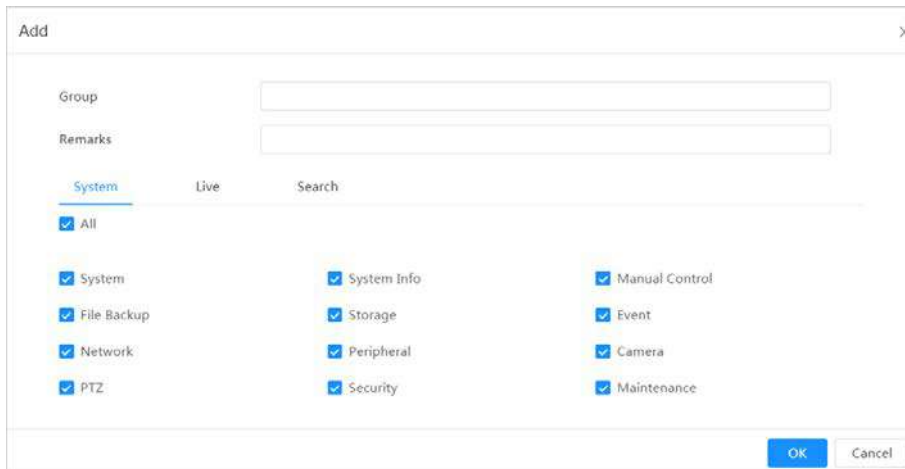 Add
Group
Remarks
System Live Search
All
System System Info Manual Control
File Backup Storage Event
Network Peripheral Camera
PTZ Security Maintenance
OK Cancel